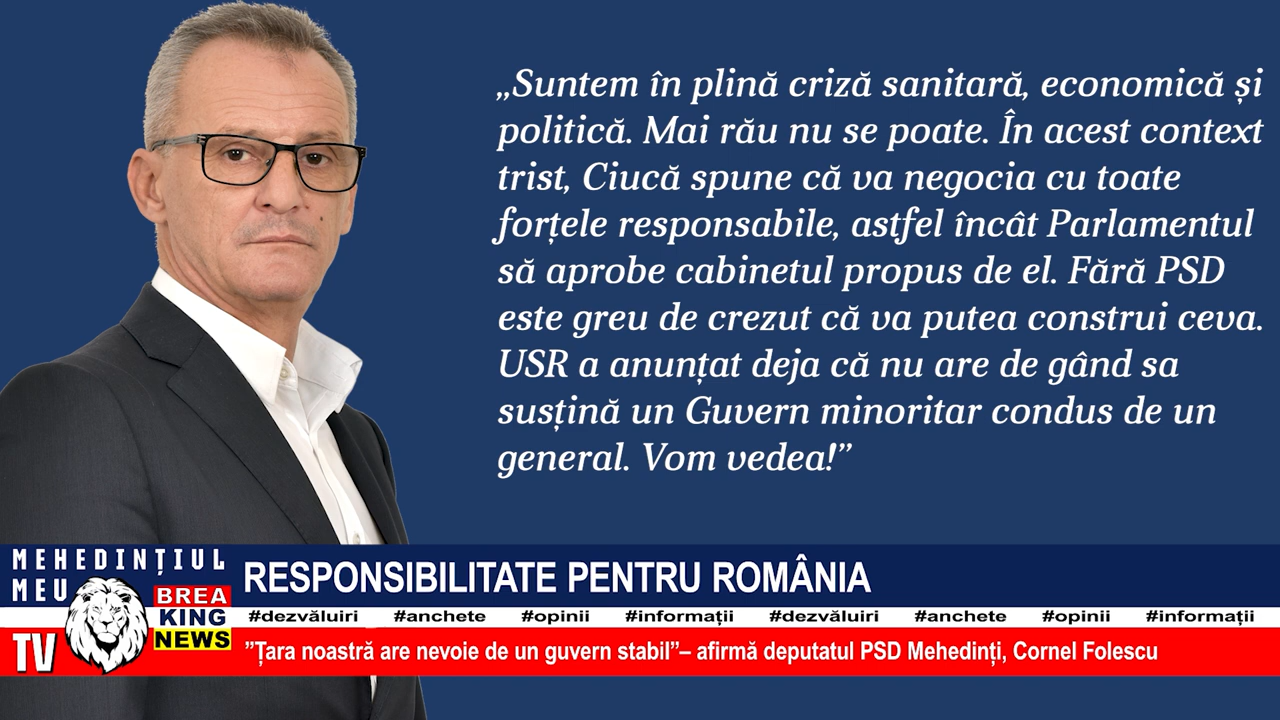 „Suntem în plină criză sanitară, economică și
politică. Mai rău nu se poate. În acest context
trist, Ciucă spune că va negocia cu toate
forțele responsabile, astfel încât Parlamentul
să aprobe cabinetul propus de el. Fără PSD
este greu de crezut că va putea construi ceva.
USR a anunțat deja că nu are de gând sa
susțină un Guvern minoritar condus de un
general. Vom vedea!”
MEHEDINȚIUL
MEU
BREA
KING
NEWS
TV
RESPONSIBILITATE PENTRU ROMÂNIA
#dezvăluiri #anchete #opinii #informații #dezvăluiri #anchete #opinii #informații
”Țara noastră are nevoie de un guvern stabil”– afirmă deputatul PSD Mehedinți, Cornel Folescu